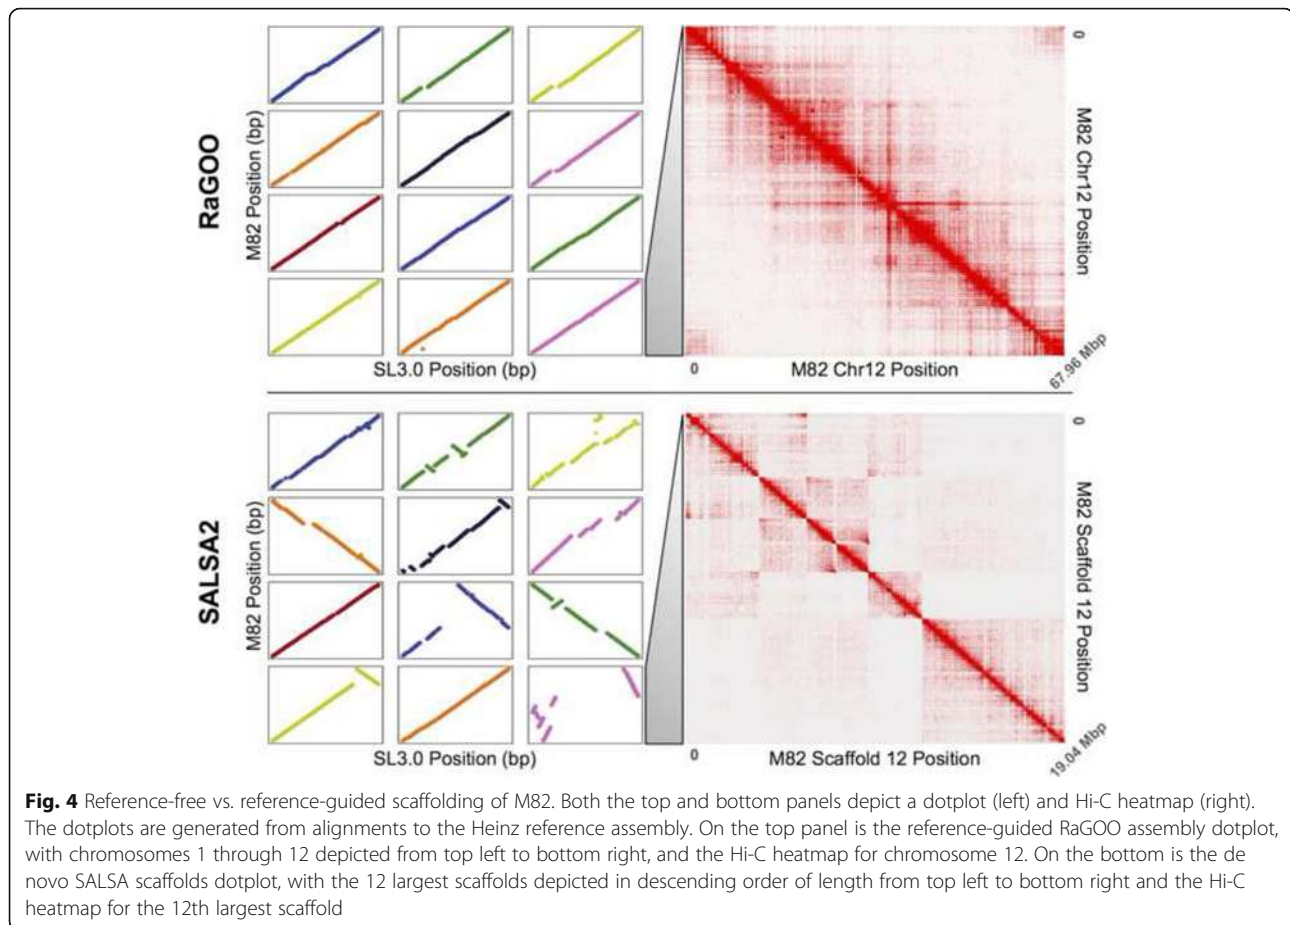 RaGOO
M82 Position (bp)
SL3.0 Position (bp)
0
M82 Chr12 Position
0
M82 Chr12 Position
67.96 Mbp
SALSA2
M82 Position (bp)
SL3.0 Position (bp)
0
M82 Scaffold 12 Position
0
M82 Scaffold 12 Position
19.04 Mbp
Fig. 4 Reference-free vs. reference-guided scaffolding of M82. Both the top and bottom panels depict a dotplot (left) and Hi-C heatmap (right).
The dotplots are generated from alignments to the Heinz reference assembly. On the top panel is the reference-guided RaGOO assembly dotplot,
with chromosomes 1 through 12 depicted from top left to bottom right, and the Hi-C heatmap for chromosome 12. On the bottom is the de
novo SALSA scaffolds dotplot, with the 12 largest scaffolds depicted in descending order of length from top left to bottom right and the Hi-C
heatmap for the 12th largest scaffold